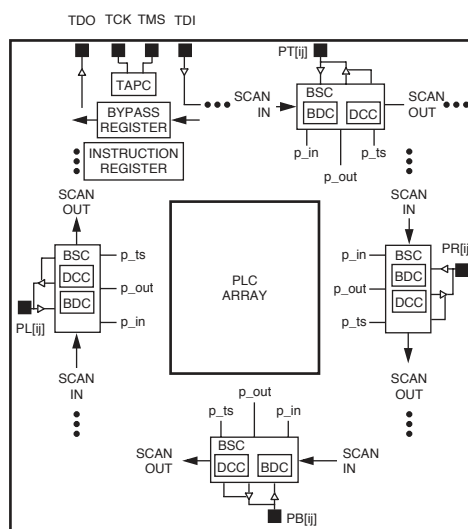 TDO TCK TMS TDI
PT[ij]
TAPC
BYPASS
REGISTER
INSTRUCTION
REGISTER
SCAN
IN
BSC
BDC
DCC
SCAN
OUT
p_in
p_ts
p_out
SCAN
OUT
BSC
DCC
BDC
p_ts
p_out
p_in
PL[ij]
SCAN
IN
PLC
ARRAY
SCAN
IN
p_in
BSC
PR[ij]
BDC
p_out
DCC
p_ts
SCAN
OUT
p_out
p_ts
p_in
SCAN
OUT
BSC
DCC
BDC
SCAN
IN
PB[ij]